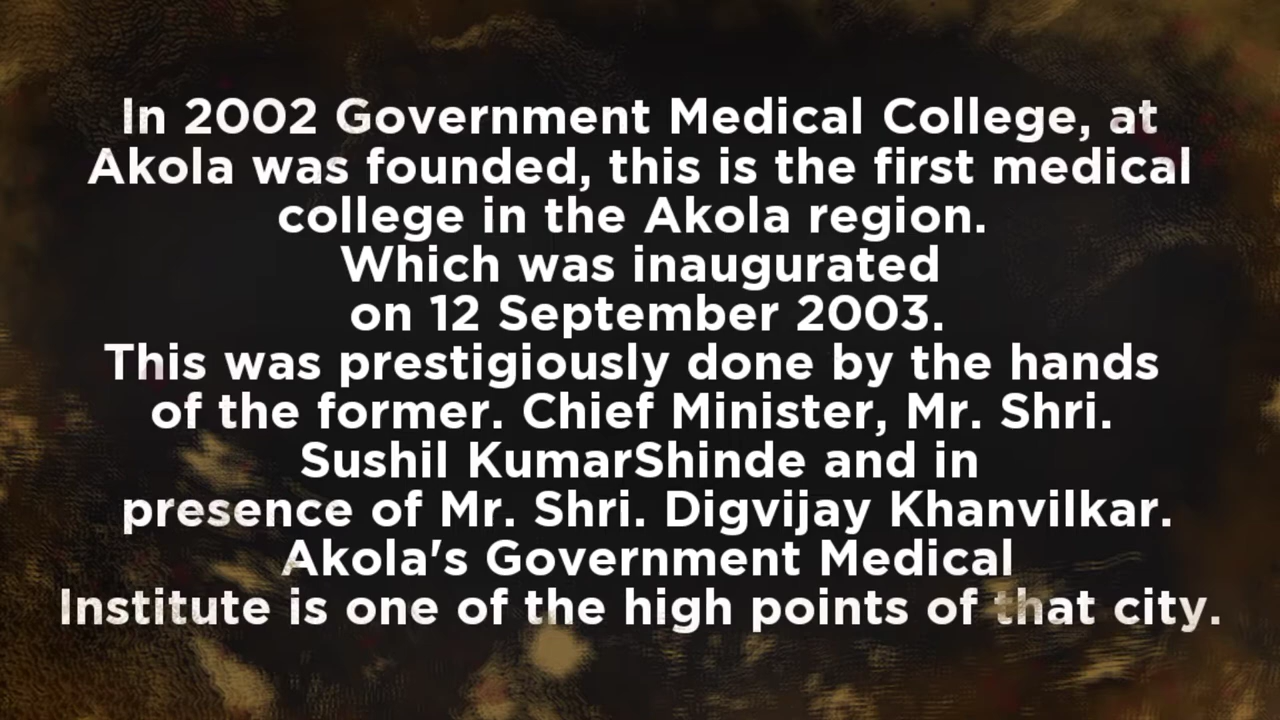 In 2002 Government Medical College, at
Akola was founded, this is the first medical
college in the Akola region.
Which was inaugurated
on 12 September 2003.
This was prestigiously done by the hands
of the former. Chief Minister, Mr. Shri.
Sushil KumarShinde and in
presence of Mr. Shri. Digvijay Khanvilkar.
Akola's Government Medical
Institute is one of the high points of that city.